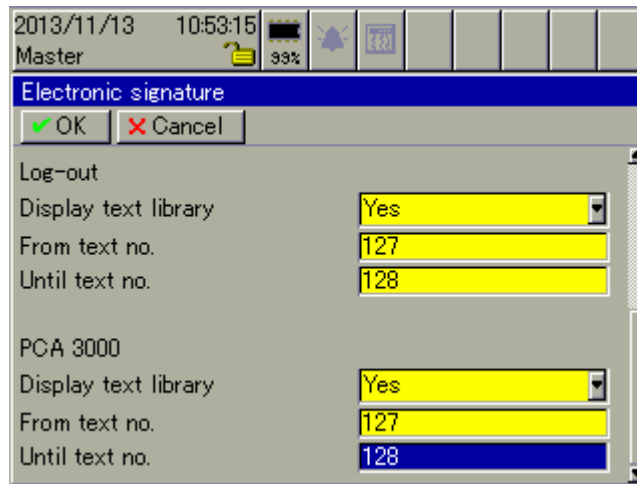 2013/11/13 10:53:15
Master 99%
Electronic signature
OK Cancel
Log-out
Display text library Yes
From text no. 127
Until text no. 128
PCA 3000
Display text library Yes
From text no. 127
Until text no. 128